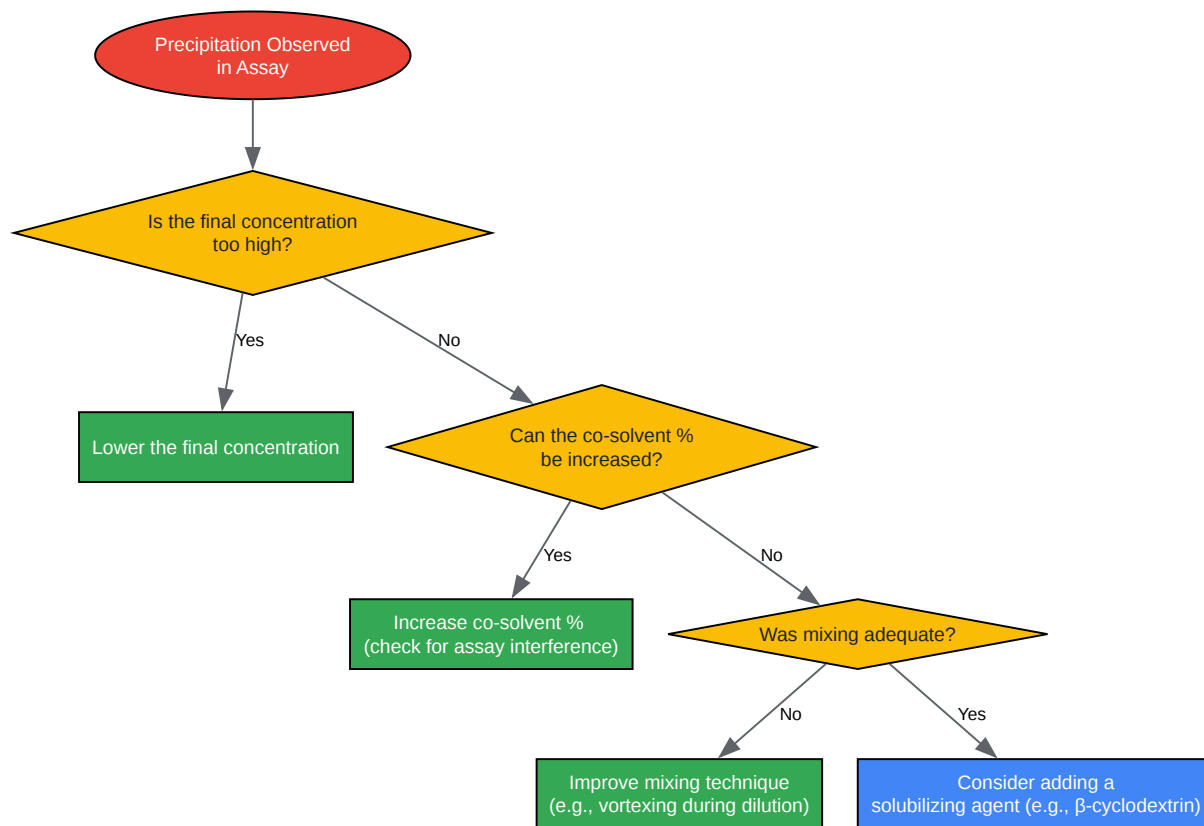 Precipitation Observed
in Assay
Is the final concentration
too high?
Yes
No
Lower the final concentration
Can the co-solvent %
be increased?
Yes
No
Increase co-solvent %
(check for assay interference)
Was mixing adequate?
No
Yes
Improve mixing technique
(e.g., vortexing during dilution)
Consider adding a
solubilizing agent (e.g., β-cyclodextrin)